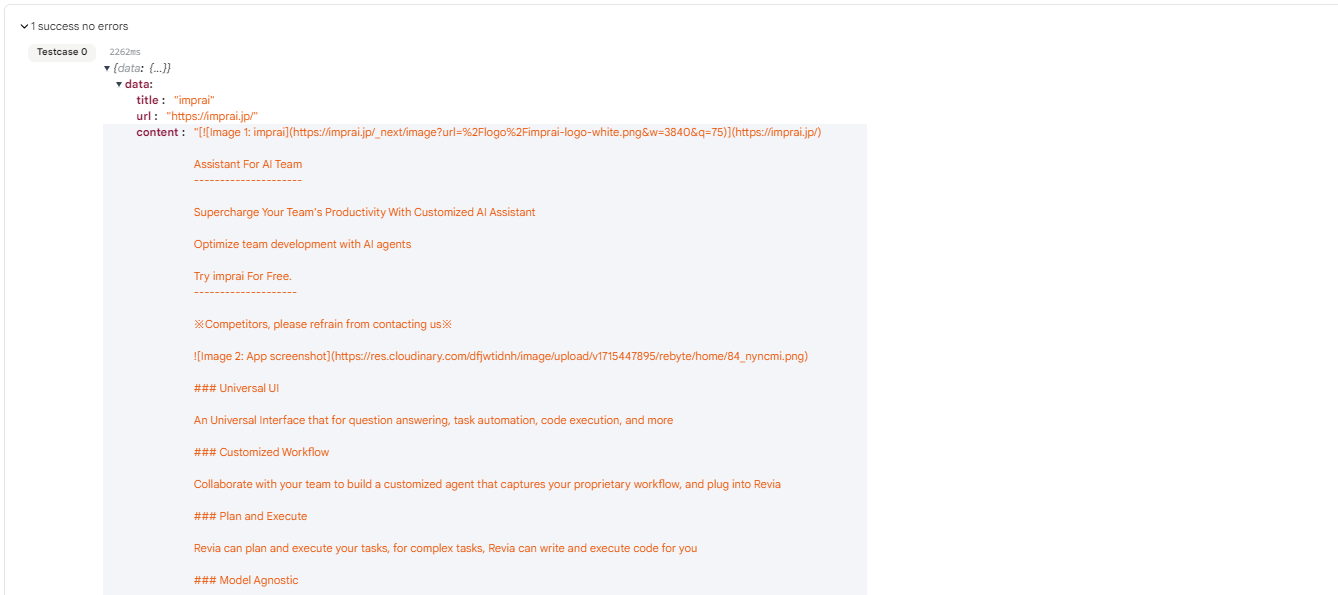 1 success no errors
Testcase 0 2262ms
{data: {...}}
data:
title : "imprai"
url : "https://imprai.jp/"
content : "[![Image 1: imprai](https://imprai.jp/_next/image?url=%2Flogo%2Fimprai-logo-white.png&w=3840&q=75)](https://imprai.jp/)
Assistant For AI Team
---------------------
Supercharge Your Team's Productivity With Customized AI Assistant
Optimize team development with AI agents
Try imprai For Free.
--------------------
※Competitors, please refrain from contacting us※
![Image 2: App screenshot](https://res.cloudinary.com/dfjwtidnh/image/upload/v1715447895/rebyte/home/84_nyncmi.png)
### Universal UI
An Universal Interface that for question answering, task automation, code execution, and more
### Customized Workflow
Collaborate with your team to build a customized agent that captures your proprietary workflow, and plug into Revia
### Plan and Execute
Revia can plan and execute your tasks, for complex tasks, Revia can write and execute code for you
### Model Agnostic